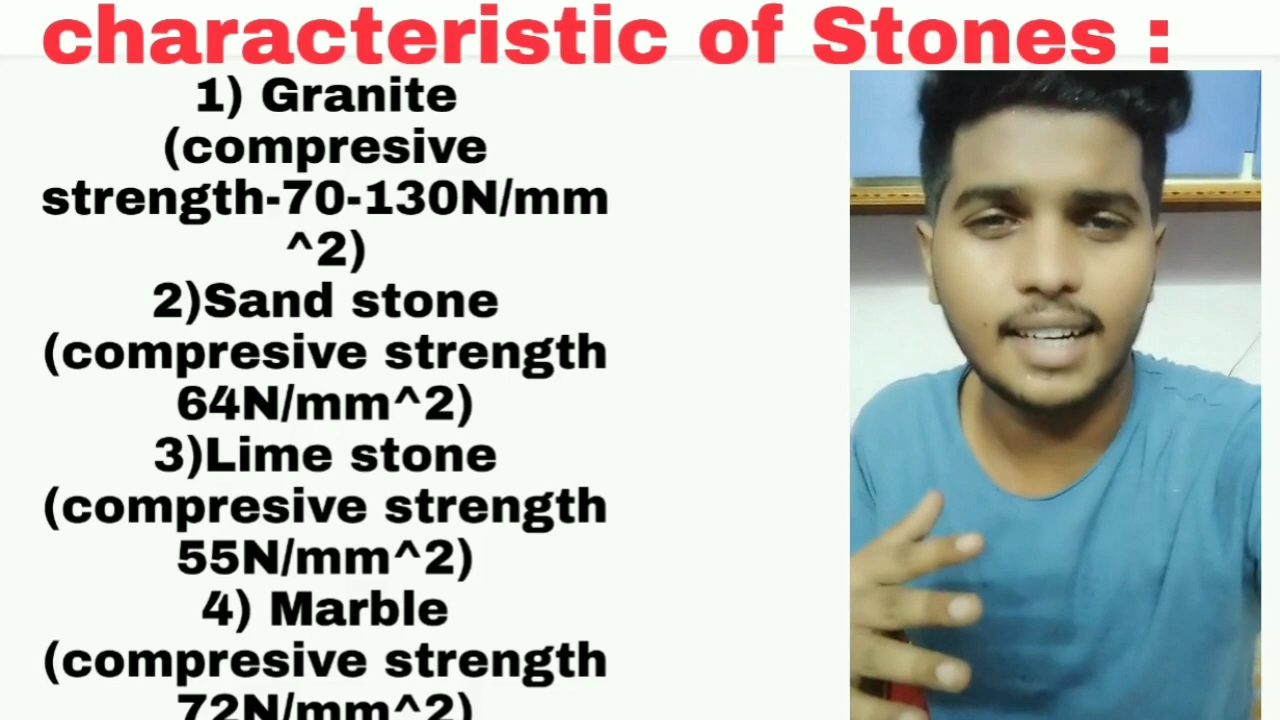 characteristic of Stones :
1) Granite
(compresive
strength-70-130N/mm
^2)
2)Sand stone
(compresive strength
64N/mm^2)
3)Lime stone
(compresive strength
55N/mm^2)
4) Marble
(compresive strength
72N/mm^2)